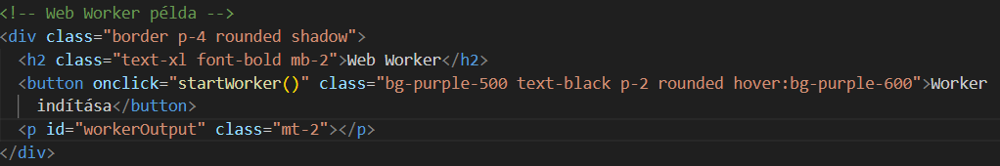 <!-- Web Worker példa -->
<div class="border p-4 rounded shadow">
<h2 class="text-xl font-bold mb-2">Web Worker</h2>
<button onclick="startWorker()" class="bg-purple-500 text-black p-2 rounded hover:bg-purple-600">Worker
indítása</button>
<p id="workerOutput" class="mt-2"></p>
</div>